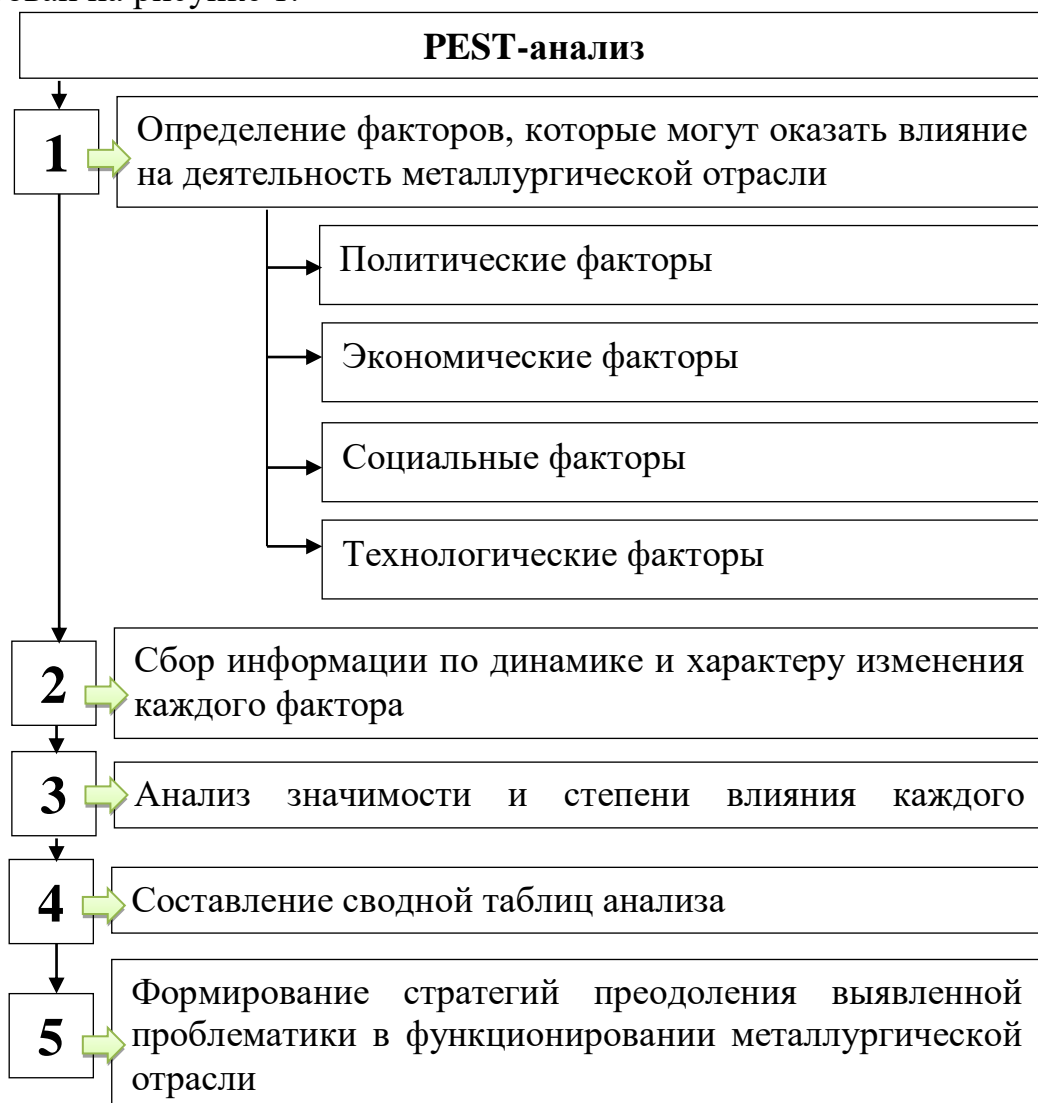 PEST-анализ
1
Определение факторов, которые могут оказать влияние
на деятельность металлургической отрасли
Политические факторы
Экономические факторы
Социальные факторы
Технологические факторы
2
Сбор информации по динамике и характеру изменения
каждого фактора
3
Анализ значимости и степени влияния каждого
4
Составление сводной таблиц анализа
5
Формирование стратегий преодоления выявленной
проблематики в функционировании металлургической
отрасли